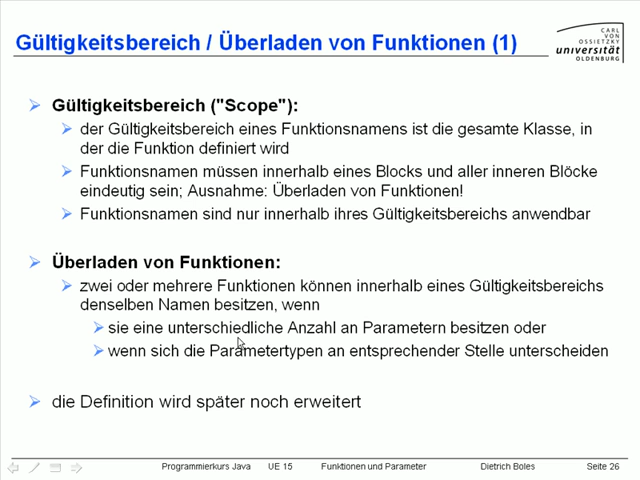 Gültigkeitsbereich / Überladen von Funktionen (1)
CARL
VON
OSSIETZKY
universität
OLDENBURG
Gültigkeitsbereich ("Scope"):
der Gültigkeitsbereich eines Funktionsnamens ist die gesamte Klasse, in
der die Funktion definiert wird
Funktionsnamen müssen innerhalb eines Blocks und aller inneren Blöcke
eindeutig sein; Ausnahme: Überladen von Funktionen!
Funktionsnamen sind nur innerhalb ihres Gültigkeitsbereichs anwendbar
Überladen von Funktionen:
zwei oder mehrere Funktionen können innerhalb eines Gültigkeitsbereichs
denselben Namen besitzen, wenn
sie eine unterschiedliche Anzahl an Parametern besitzen oder
wenn sich die Parametertypen an entsprechender Stelle unterscheiden
die Definition wird später noch erweitert
Programmierkurs Java UE 15 Funktionen und Parameter Dietrich Boles Seite 26